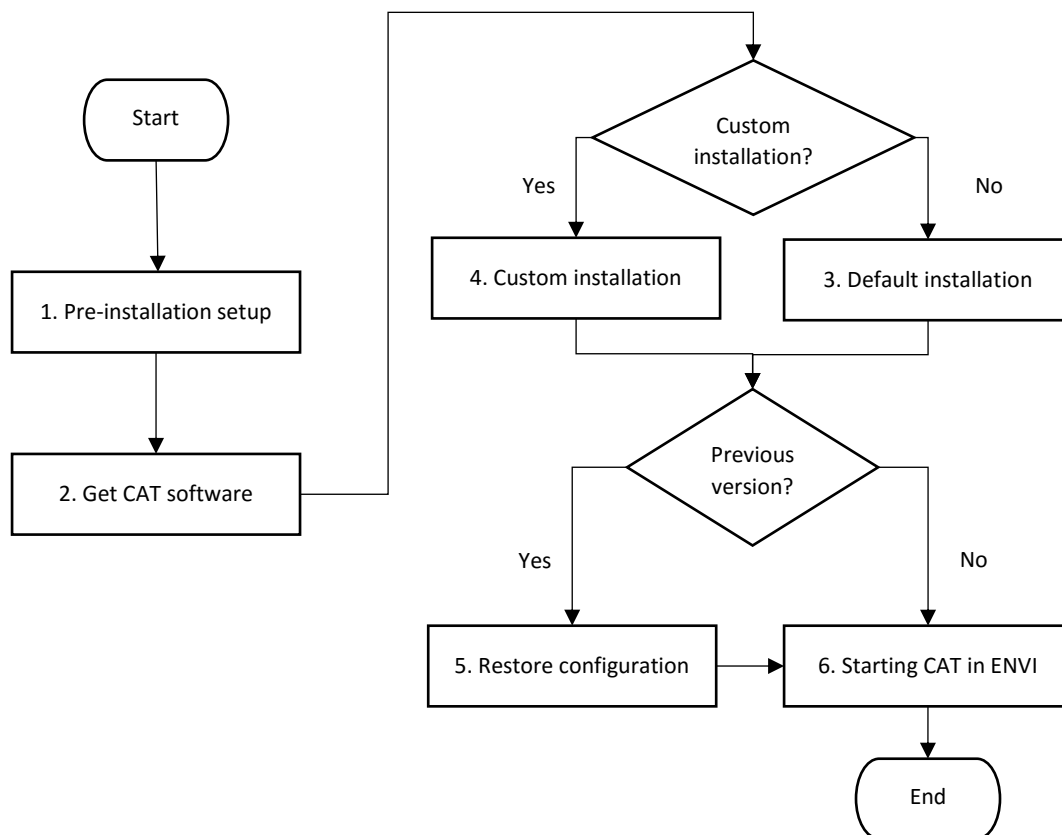 Start
1. Pre-installation setup
2. Get CAT software
Custom
installation?
Yes
No
4. Custom installation
3. Default installation
Previous
version?
Yes
No
5. Restore configuration
6. Starting CAT in ENVI
End